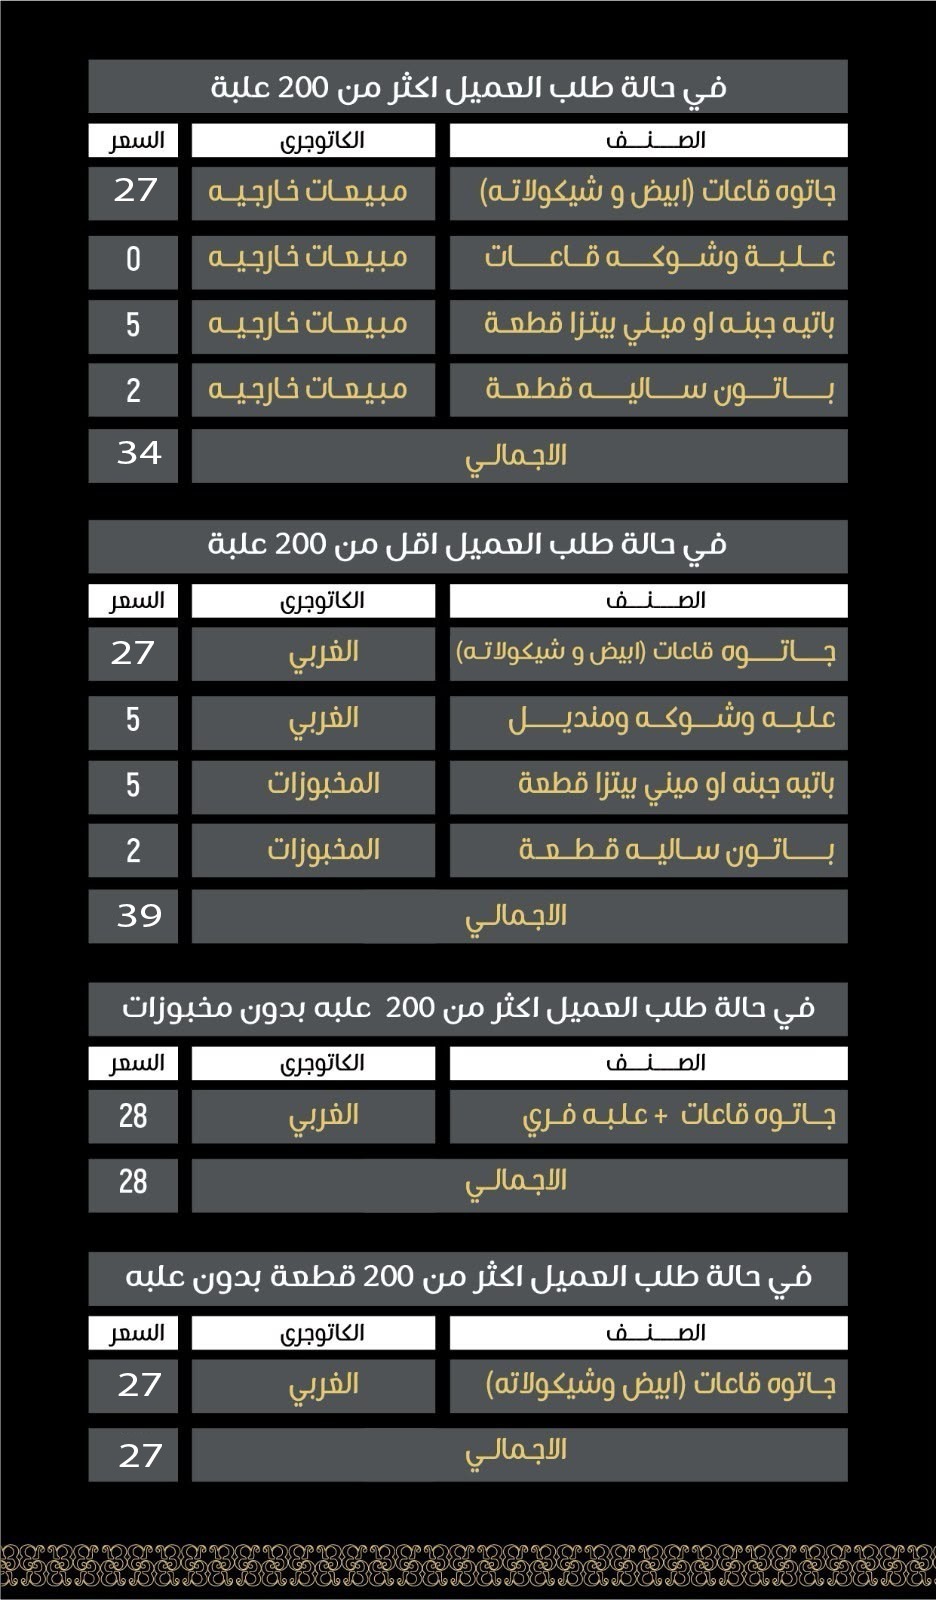 في حالة طلب العميل اكثر من 200 علبة
الصنف الكاتوجرى السعر
جاتوه قاعات (ابيض و شيكولاته) مبيعات خارجيه 27
علبة وشوكه قاعات مبيعات خارجيه 0
باتيه جبنه او ميني بيتزا قطعة مبيعات خارجيه 5
باتون ساليه قطعة مبيعات خارجيه 2
الاجمالي 34
في حالة طلب العميل اقل من 200 علبة
الصنف الكاتوجرى السعر
جاتوه قاعات (ابيض و شيكولاته) الغربي 27
علبه وشوكه ومنديل الغربي 5
باتيه جبنه او ميني بيتزا قطعة المخبوزات 5
باتون ساليه قطعة المخبوزات 2
الاجمالي 39
في حالة طلب العميل اكثر من 200 علبه بدون مخبوزات
الصنف الكاتوجرى السعر
جاتوه قاعات + علبه فري الغربي 28
الاجمالي 28
في حالة طلب العميل اكثر من 200 قطعة بدون علبه
الصنف الكاتوجرى السعر
جاتوه قاعات (ابيض وشيكولاته) الغربي 27
الاجمالي 27